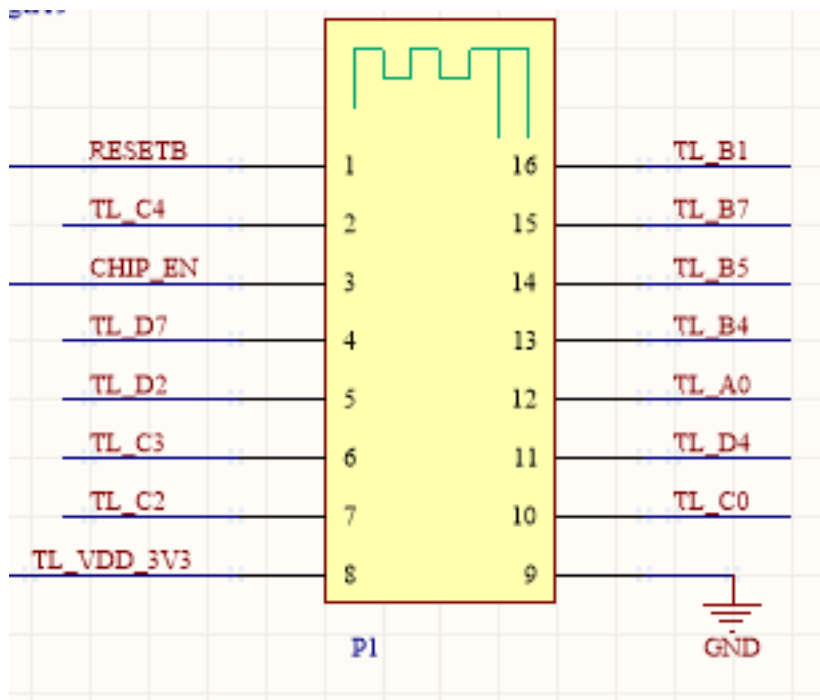 RESETB 1 16 TL_B1
TL_C4 2 15 TL_B7
CHIP_EN 3 14 TL_B5
TL_D7 4 13 TL_B4
TL_D2 5 12 TL_A0
TL_C3 6 11 TL_D4
TL_C2 7 10 TL_C0
TL_VDD_3V3 8 9
P1 GND